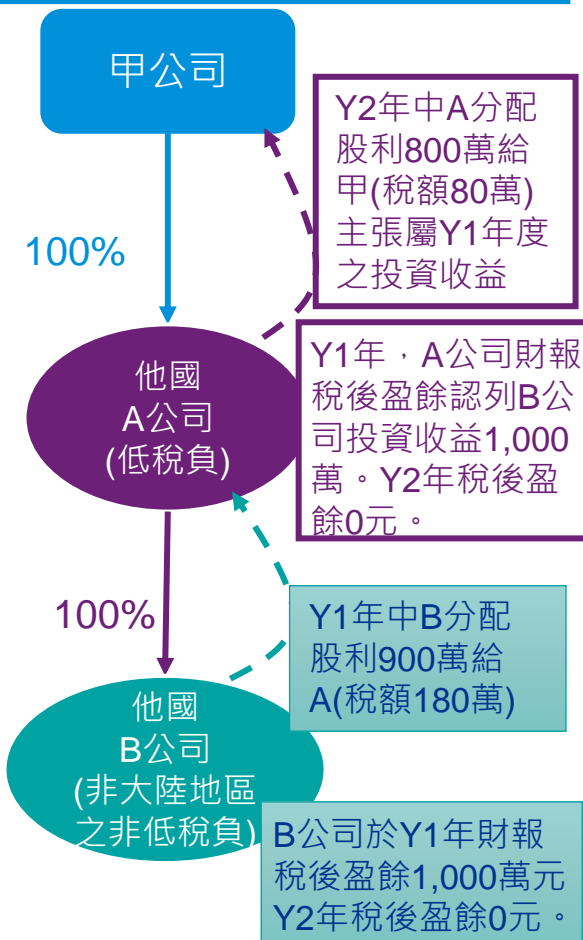 甲公司
Y2年中A分配
股利800萬給
甲(稅額80萬)
主張屬Y1年度
之投資收益
100%
他國
A公司
(低稅負)
Y1年，A公司財報
稅後盈餘認列B公
司投資收益1,000
萬。Y2年稅後盈
餘0元。
100%
Y1年中B分配
股利900萬給
A(稅額180萬)
他國
B公司
(非大陸地區
之非低稅負)
B公司於Y1年財報
稅後盈餘1,000萬元
Y2年稅後盈餘0元。